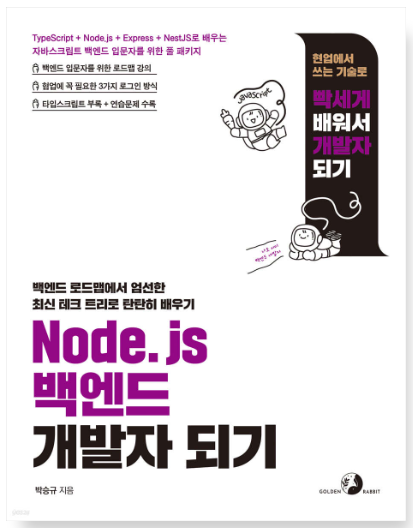 TypeScript + Node.js + Express + NestJS로 배우는
자바스크립트 백엔드 입문자를 위한 풀 패키지
백엔드 입문자를 위한 로드맵 강의
협업에 꼭 필요한 3가지 로그인 방식
타입스크립트 부록 + 연습문제 수록
현업에서
쓰는 기술로
빡세게
배워서
개발자
되기
JavaScript
백엔드 로드맵에서 엄선한
최신 테크 트리로 탄탄히 배우기
Node.js
백엔드
개발자 되기
박승규 지음
GOLDEN RABBIT